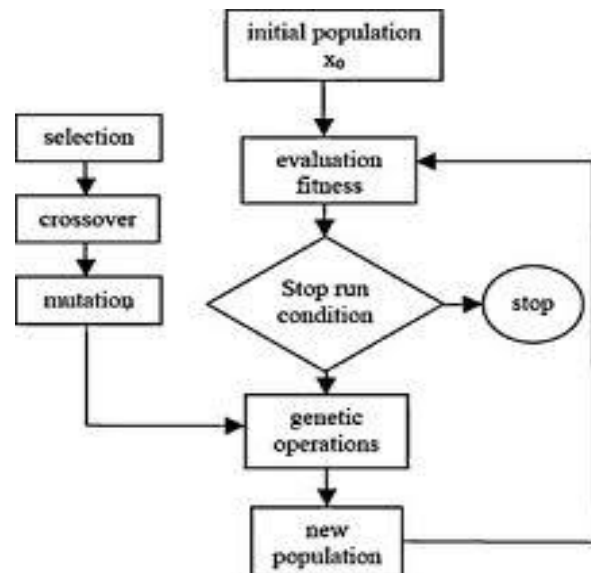 initial population
x₀
selection
evaluation
fitness
crossover
mutation
Stop run
condition
stop
genetic
operations
new
population